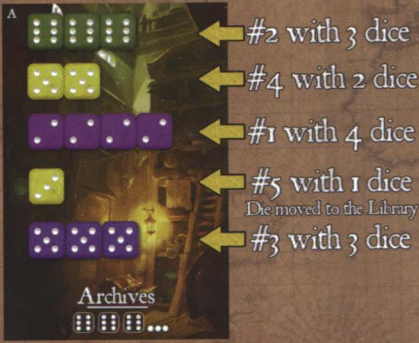 A
#2 with 3 dice
#4 with 2 dice
#1 with 4 dice
#5 with 1 dice
Die moved to the Library
#3 with 3 dice
Archives
...